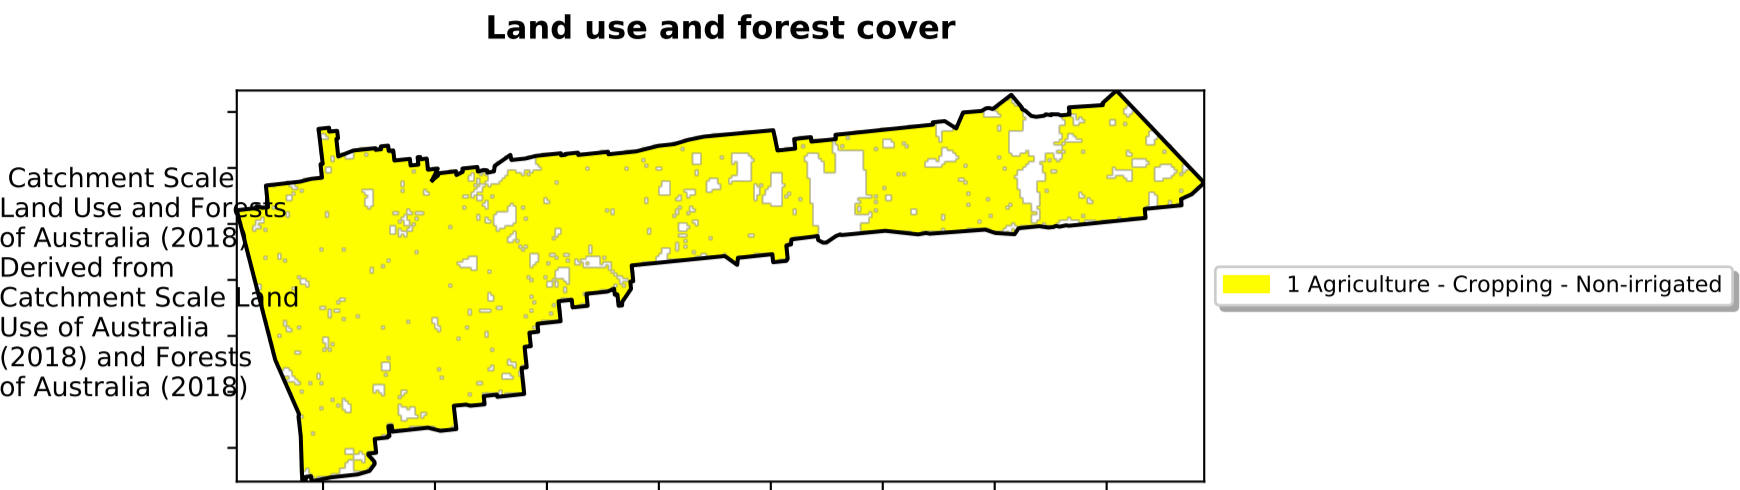 Land use and forest cover
Catchment Scale
Land Use and Forests
of Australia (2018)
Derived from
Catchment Scale Land
Use of Australia
(2018) and Forests
of Australia (2018)
1 Agriculture - Cropping - Non-irrigated